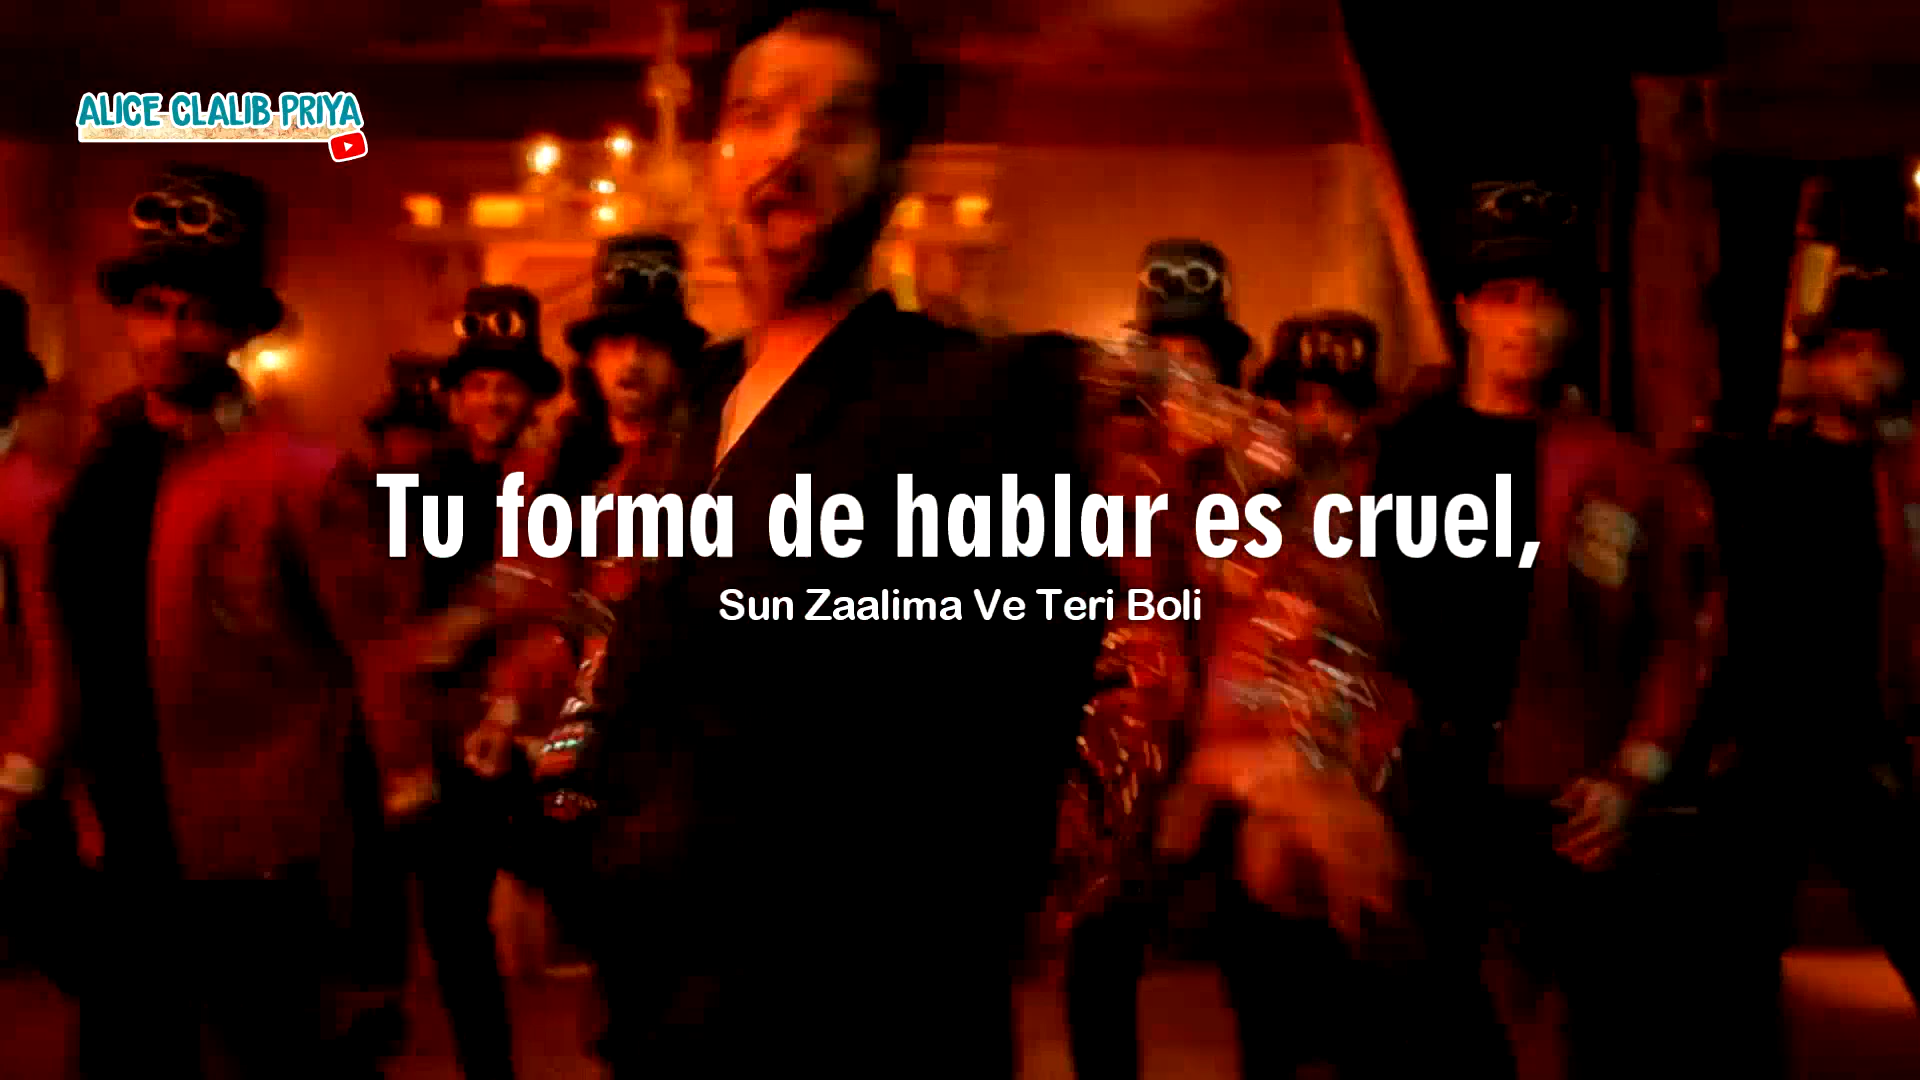 ALICE CLALIB PRIYA
Tu forma de hablar es cruel,
Sun Zaalima Ve Teri Boli